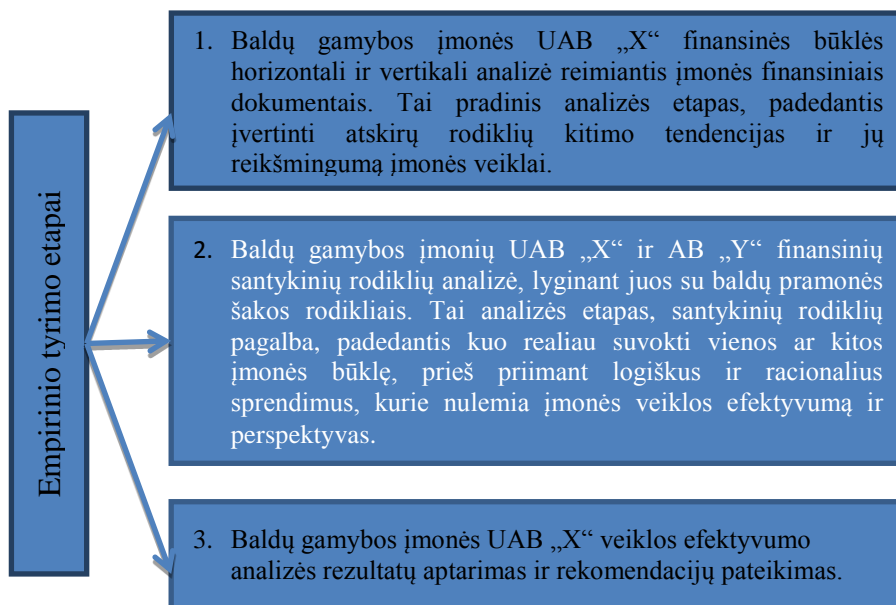 Empirinio tyrimo etapai
1. Baldų gamybos įmonės UAB „X“ finansinės būklės
horizontali ir vertikali analizė reimiantis įmonės finansiniais
dokumentais. Tai pradinis analizės etapas, padedantis
įvertinti atskirų rodiklių kitimo tendencijas ir jų
reikšmingumą įmonės veiklai.
2. Baldų gamybos įmonių UAB „X“ ir AB „Y“ finansinių
santykinių rodiklių analizė, lyginant juos su baldų pramonės
šakos rodikliais. Tai analizės etapas, santykinių rodiklių
pagalba, padedantis kuo realiau suvokti vienos ar kitos
įmonės būklę, prieš priimant logiškus ir racionalius
sprendimus, kurie nulemia įmonės veiklos efektyvumą ir
perspektyvas.
3. Baldų gamybos įmonės UAB „X“ veiklos efektyvumo
analizės rezultatų aptarimas ir rekomendacijų pateikimas.